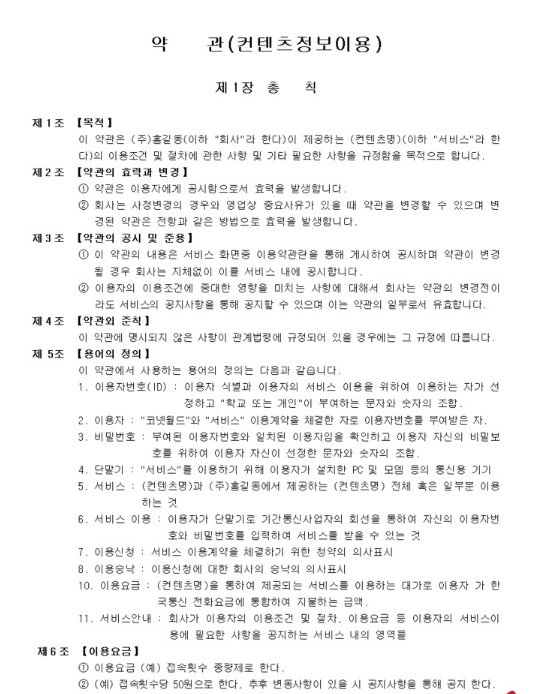 약 관(컨텐츠정보이용)
제 1장 총 칙
제 1 조 【목적】
이 약관은 (주)홍길동(이하 "회사"라 한다)이 제공하는 (컨텐츠명)(이하 "서비스"라 한
다)의 이용조건 및 절차에 관한 사항 및 기타 필요한 사항을 규정함을 목적으로 합니다.
제 2 조 【약관의 효력과 변경】
① 약관은 이용자에게 공시함으로서 효력을 발생합니다.
② 회사는 사정변경의 경우와 영업상 중요사유가 있을 때 약관을 변경할 수 있으며 변
경된 약관은 전항과 같은 방법으로 효력을 발생합니다.
제 3 조 【약관의 공시 및 준용】
① 이 약관의 내용은 서비스 화면중 이용약관란을 통해 게시하여 공시하며 약관이 변경
될 경우 회사는 지체없이 이를 서비스 내에 공시합니다.
② 이용자의 이용조건에 중대한 영향을 미치는 사항에 대해서 회사는 약관의 변경전이
라도 서비스의 공지사항을 통해 공지할 수 있으며 이는 약관의 일부로서 유효합니다.
제 4 조 【약관외 준칙】
이 약관에 명시되지 않은 사항이 관계법령에 규정되어 있을 경우에는 그 규정에 따릅니다.
제 5조 【용어의 정의】
이 약관에서 사용하는 용어의 정의는 다음과 같습니다.
1. 이용자번호(ID) : 이용자 식별과 이용자의 서비스 이용을 위하여 이용하는 자가 선
정하고 "학교 또는 개인"이 부여하는 문자와 숫자의 조합.
2. 이용자 : "코넷월드"와 "서비스" 이용계약을 체결한 자로 이용자번호를 부여받은 자.
3. 비밀번호 : 부여된 이용자번호와 일치된 이용자임을 확인하고 이용자 자신의 비밀보
호를 위하여 이용자 자신이 선정한 문자와 숫자의 조합.
4. 단말기 : "서비스"를 이용하기 위해 이용자가 설치한 PC 및 모뎀 등의 통신용 기기
5. 서비스 : (컨텐츠명)과 (주)홍길동에서 제공하는 (컨텐츠명) 전체 혹은 일부분 이용
하는 것
6. 서비스 이용 : 이용자가 단말기로 기간통신사업자의 회선을 통하여 자신의 이용자번
호와 비밀번호를 입력하여 서비스를 받을 수 있는 것
7. 이용신청 : 서비스 이용계약을 체결하기 위한 청약의 의사표시
8. 이용승낙 : 이용신청에 대한 회사의 승낙의 의사표시
10. 이용요금 : (컨텐츠명)을 통하여 제공되는 서비스를 이용하는 대가로 이용자 가 한
국통신 전화요금에 통합하여 지불하는 금액.
11. 서비스안내 : 회사가 이용자의 이용조건 및 절차, 이용요금 등 이용자의 서비스이
용에 필요한 사항을 공지하는 서비스 내의 영역을
제 6 조 【이용요금】
① 이용요금 (예) 접속횟수 종량제로 한다.
② (예) 접속횟수당 50원으로 한다. 추후 변동사항이 있을 시 공지사항을 통해 공지 한다.